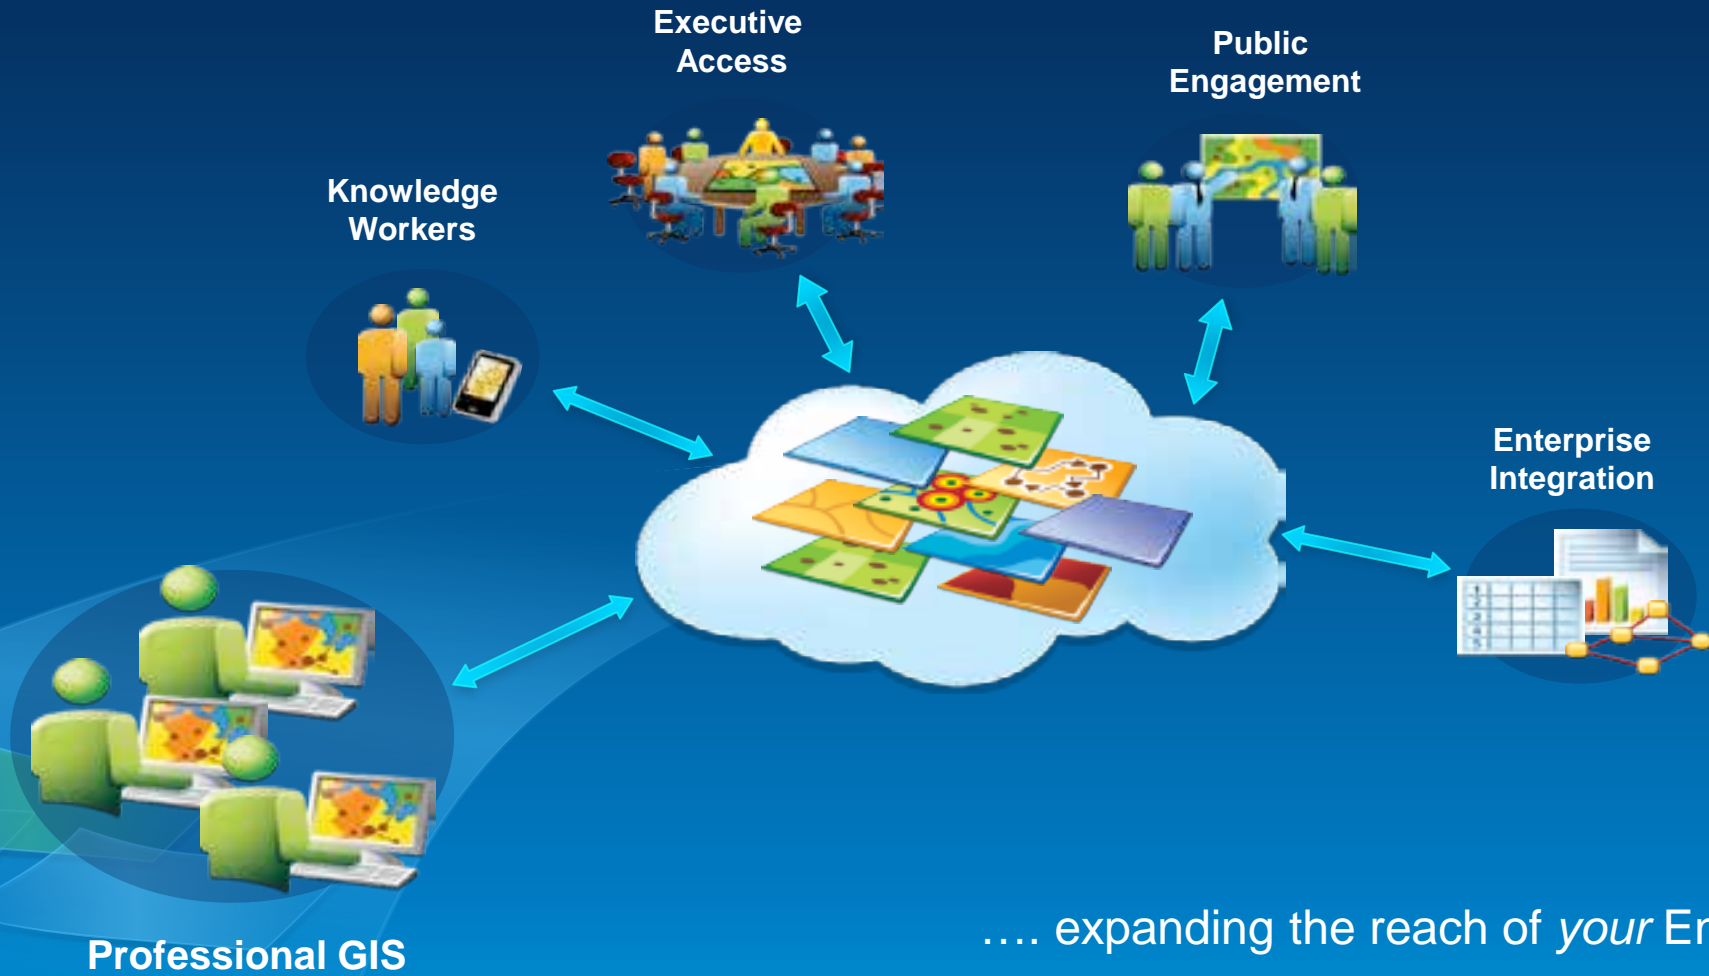 Executive
Access
Public
Engagement
Knowledge
Workers
Enterprise
Integration
Professional GIS
…. expanding the reach of your